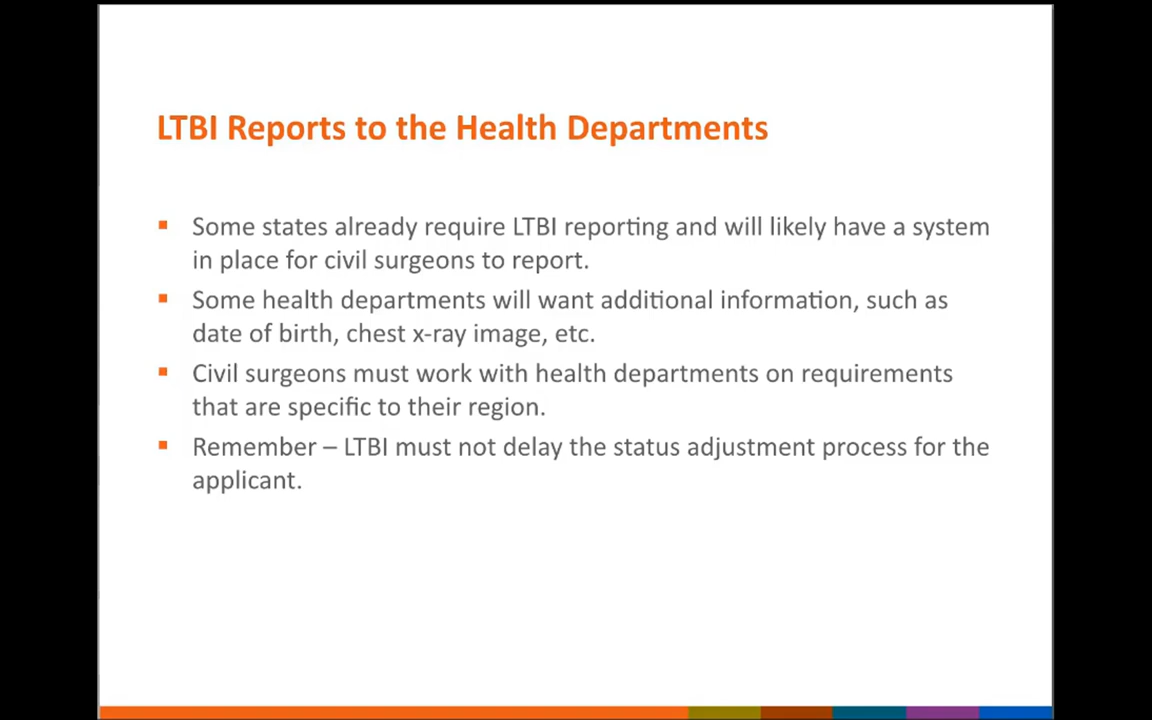 LTBI Reports to the Health Departments
▪ Some states already require LTBI reporting and will likely have a system
in place for civil surgeons to report.
▪ Some health departments will want additional information, such as
date of birth, chest x-ray image, etc.
▪ Civil surgeons must work with health departments on requirements
that are specific to their region.
▪ Remember – LTBI must not delay the status adjustment process for the
applicant.